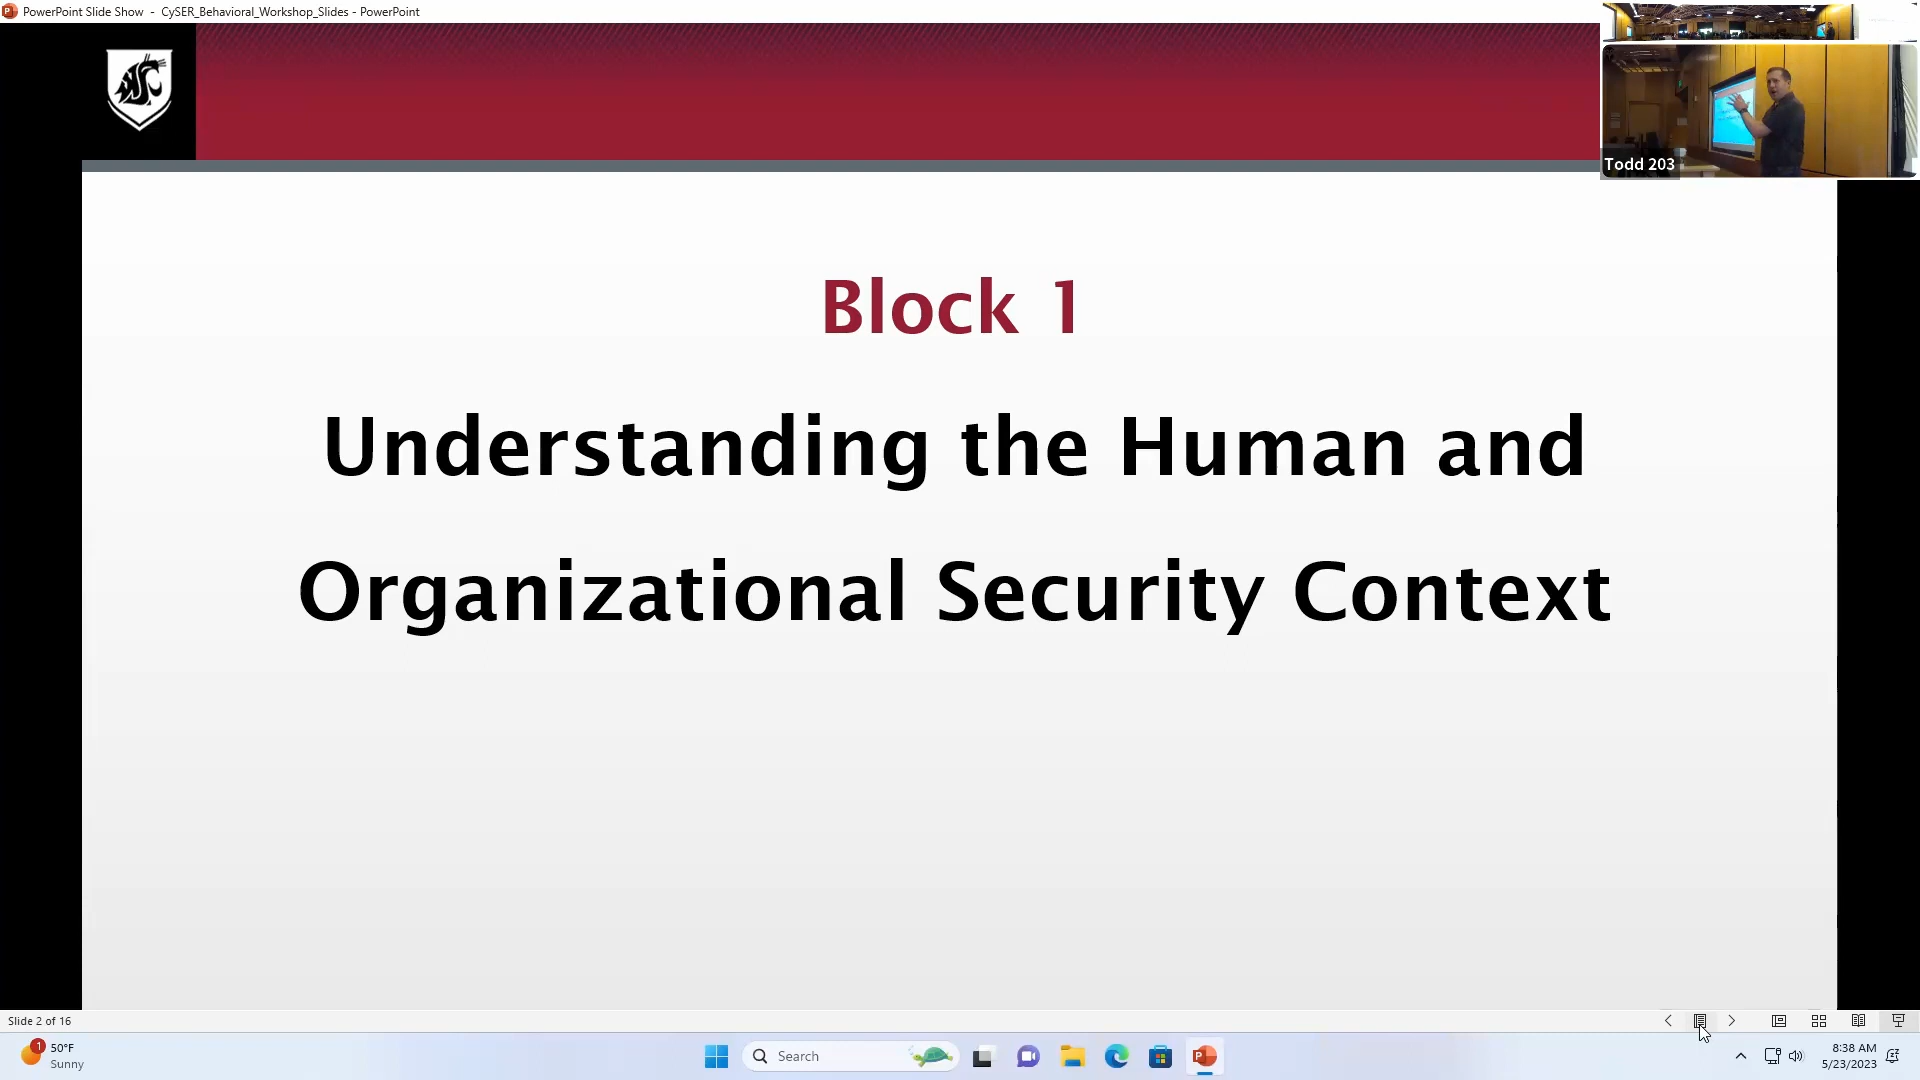 PowerPoint Slide Show - CySER_Behavioral_Workshop_Slides - PowerPoint
Todd 203
Block 1
Understanding the Human and
Organizational Security Context
Slide 2 of 16
1
50°F
Sunny
Search
8:38 AM
5/23/2023